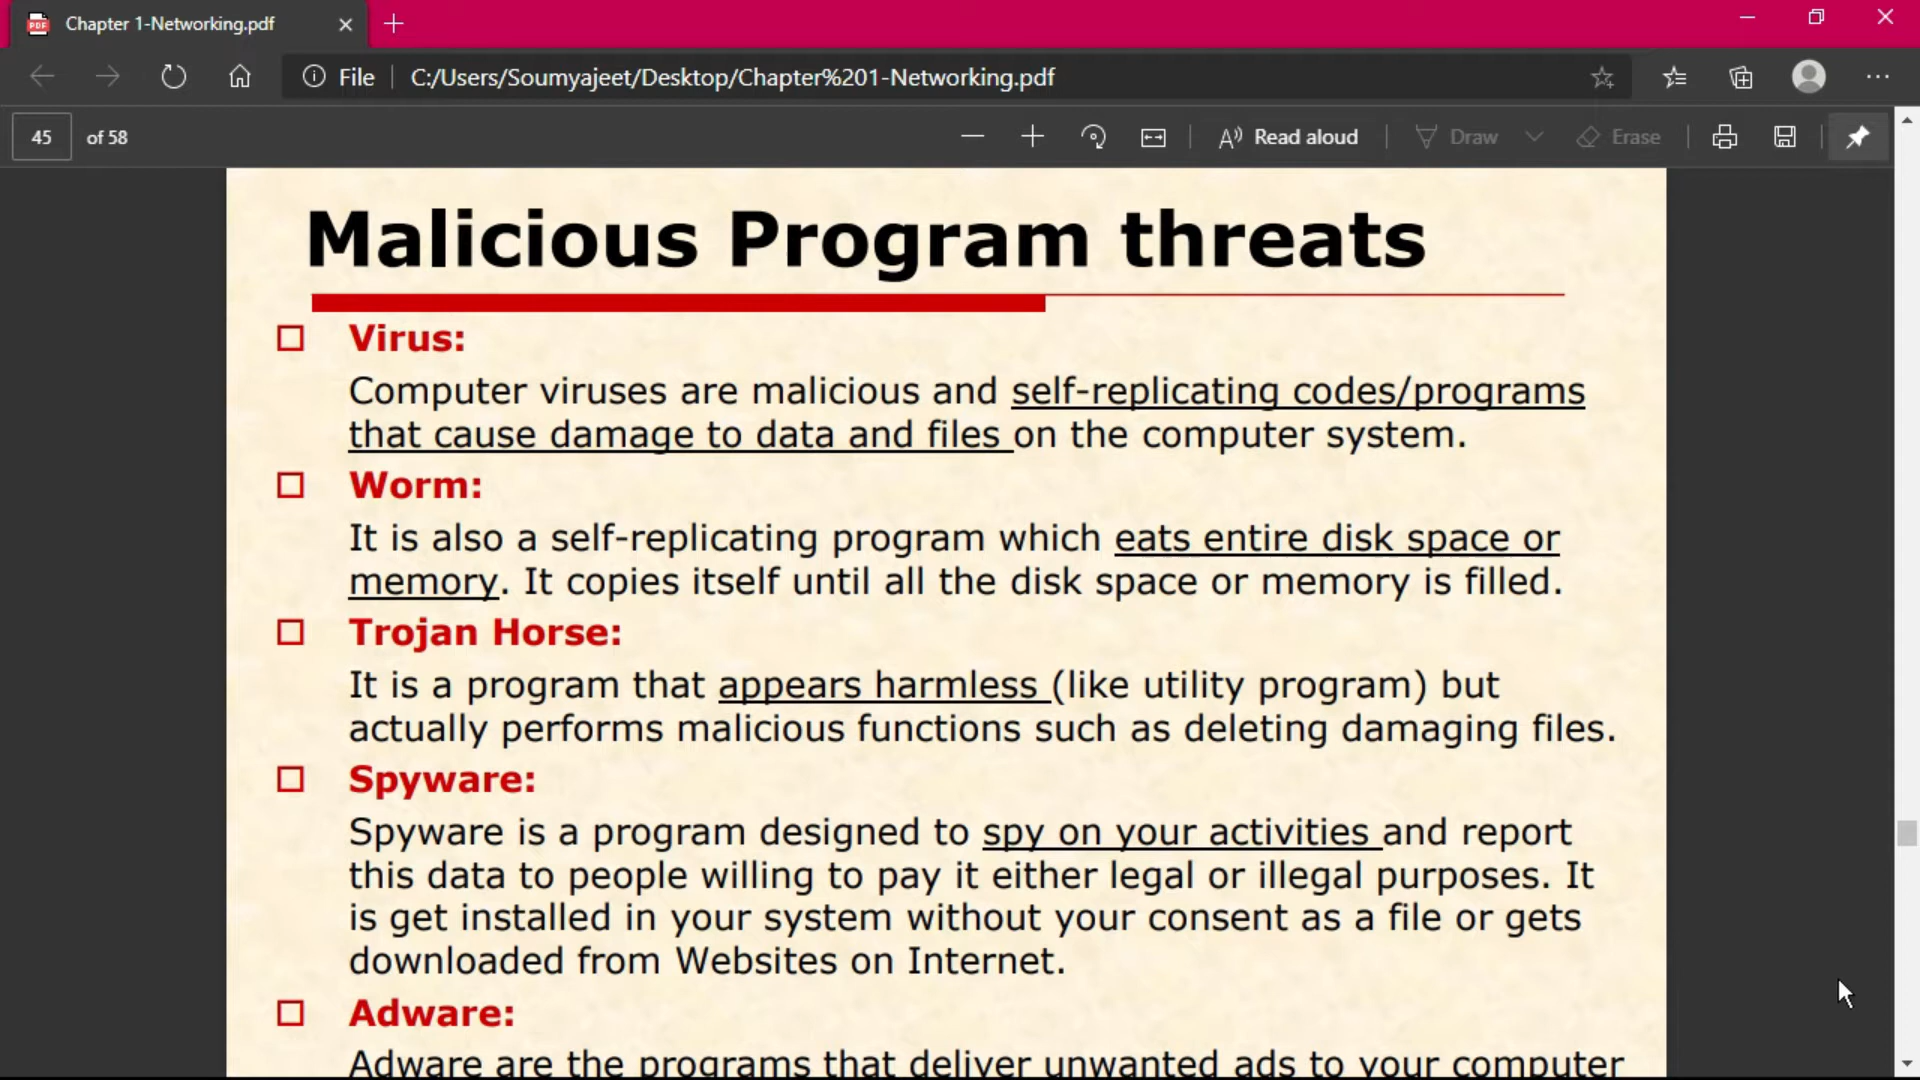 Chapter 1-Networking.pdf
File C:/Users/Soumyajeet/Desktop/Chapter%201-Networking.pdf
45 of 58 Read aloud Draw Erase
Malicious Program threats
Virus:
Computer viruses are malicious and self-replicating codes/programs
that cause damage to data and files on the computer system.
Worm:
It is also a self-replicating program which eats entire disk space or
memory. It copies itself until all the disk space or memory is filled.
Trojan Horse:
It is a program that appears harmless (like utility program) but
actually performs malicious functions such as deleting damaging files.
Spyware:
Spyware is a program designed to spy on your activities and report
this data to people willing to pay it either legal or illegal purposes. It
is get installed in your system without your consent as a file or gets
downloaded from Websites on Internet.
Adware:
Adware are the programs that deliver unwanted ads to your computer